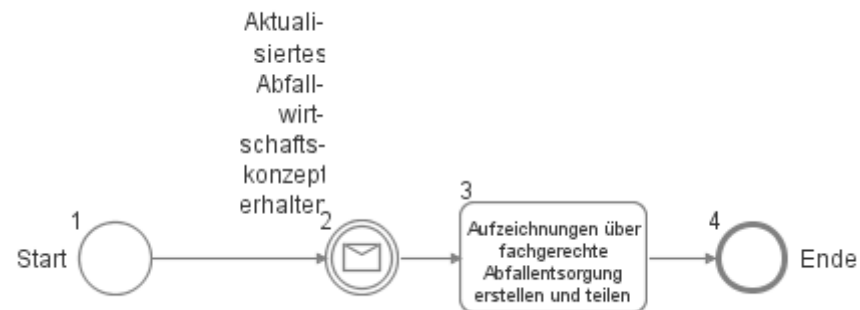 Aktuali-
siertes
Abfall-
wirt-
schafts-
konzept
erhalten
1
Start
2
3
Aufzeichnungen über
fachgerechte
Abfallentsorgung
erstellen und teilen
4
Ende